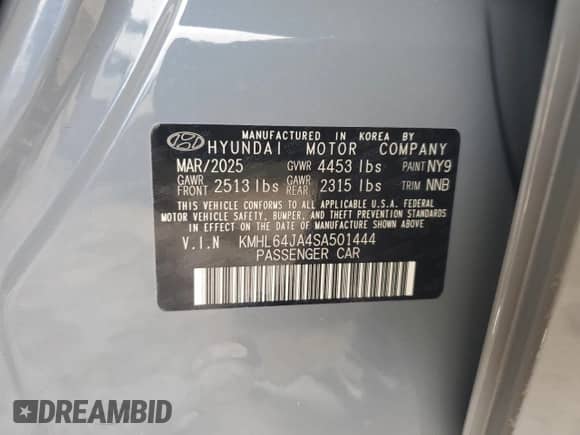 MANUFACTURED IN KOREA BY
HYUNDAI MOTOR COMPANY
MAR/2025 GVWR 4453 lbs PAINT NY9
GAWR FRONT 2513 lbs GAWR REAR 2315 lbs TRIM NNB
THIS VEHICLE CONFORMS TO ALL APPLICABLE U.S.A. FEDERAL
MOTOR VEHICLE SAFETY, BUMPER, AND THEFT PREVENTION STANDARDS
IN EFFECT ON THE DATE OF MANUFACTURE SHOWN ABOVE
V.I.N KMHL64JA4SA501444
PASSENGER CAR
DREAMBID